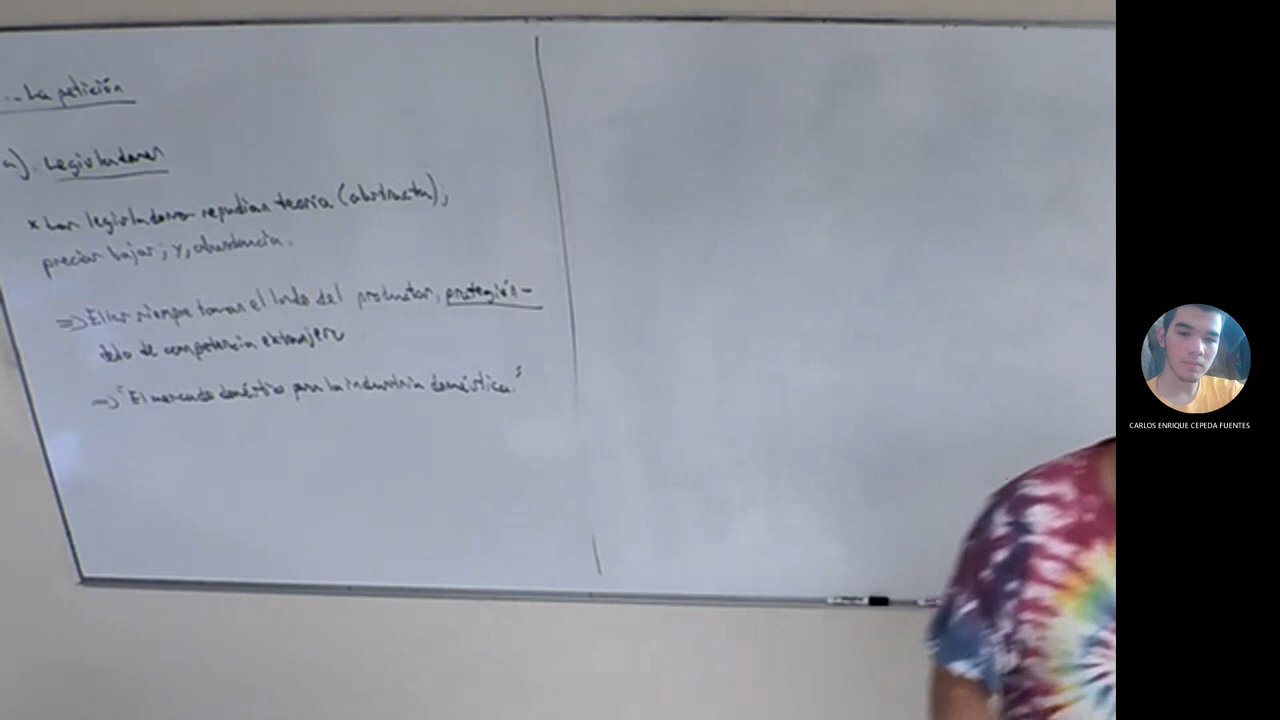 La petición
a). Legisladores
* Los legisladores repudian teoría (abstracta);
precios bajos; y, abundancia.
=> Ellos siempre toman el lado del productor, protegién-
dolo de competencia extranjera
=> "El mercado doméstico para la industria doméstica."
CARLOS ENRIQUE CEPEDA FUENTES